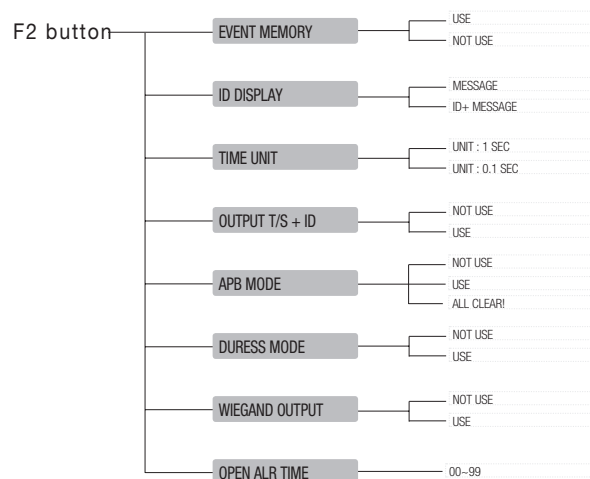 F2 button
EVENT MEMORY
USE
NOT USE
ID DISPLAY
MESSAGE
ID+ MESSAGE
TIME UNIT
UNIT : 1 SEC
UNIT : 0.1 SEC
OUTPUT T/S + ID
NOT USE
USE
APB MODE
NOT USE
USE
ALL CLEAR!
DURESS MODE
NOT USE
USE
WIEGAND OUTPUT
NOT USE
USE
OPEN ALR TIME
00~99